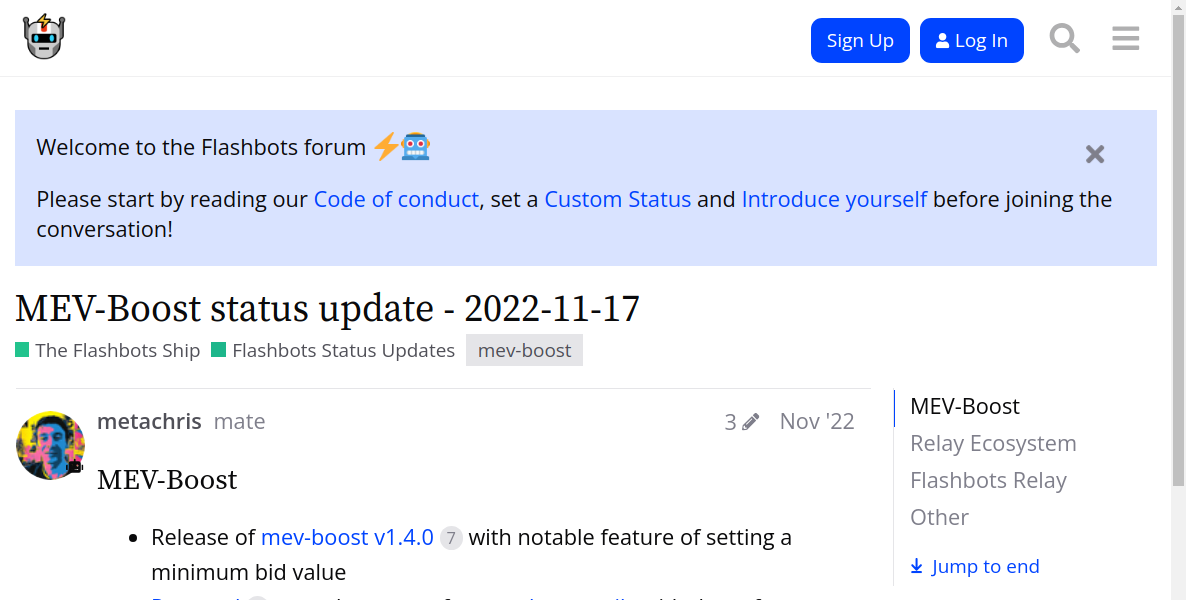 Sign Up
Log In
Welcome to the Flashbots forum
Please start by reading our Code of conduct, set a Custom Status and Introduce yourself before joining the
conversation!
MEV-Boost status update - 2022-11-17
The Flashbots Ship Flashbots Status Updates mev-boost
metachris mate 3 Nov '22
MEV-Boost
Release of mev-boost v1.4.0 7 with notable feature of setting a
minimum bid value
MEV-Boost
Relay Ecosystem
Flashbots Relay
Other
Jump to end